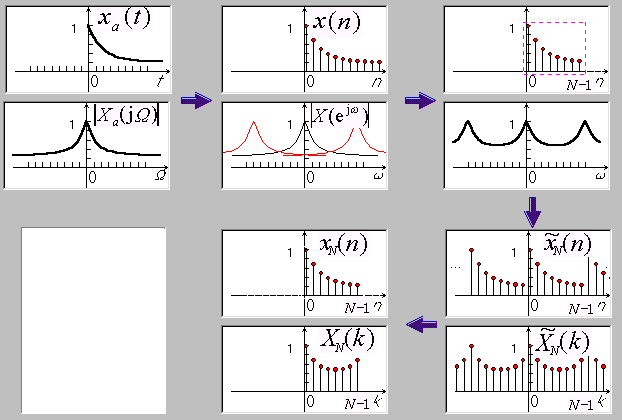 x_a(t)
1
0
t
|X_a(jΩ)|
1
0
Ω
x(n)
1
0
n
X(e^{jω})
1
0
ω
1
0
N−1
n
1
0
ω
x_N(n)
1
0
N−1
n
X_N(k)
1
0
N−1
k
x̃_N(n)
1
...
..
0
N−1
n
X̃_N(k)
1
0
N−1
k